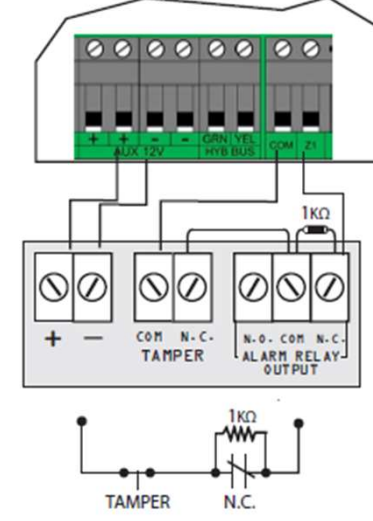 + + - -
GRN YEL
COM Z1
AUX 12V
HYB BUS
1KΩ
+ −
COM N.C.
TAMPER
N.O. COM N.C.
ALARM RELAY
OUTPUT
1KΩ
TAMPER
N.C.